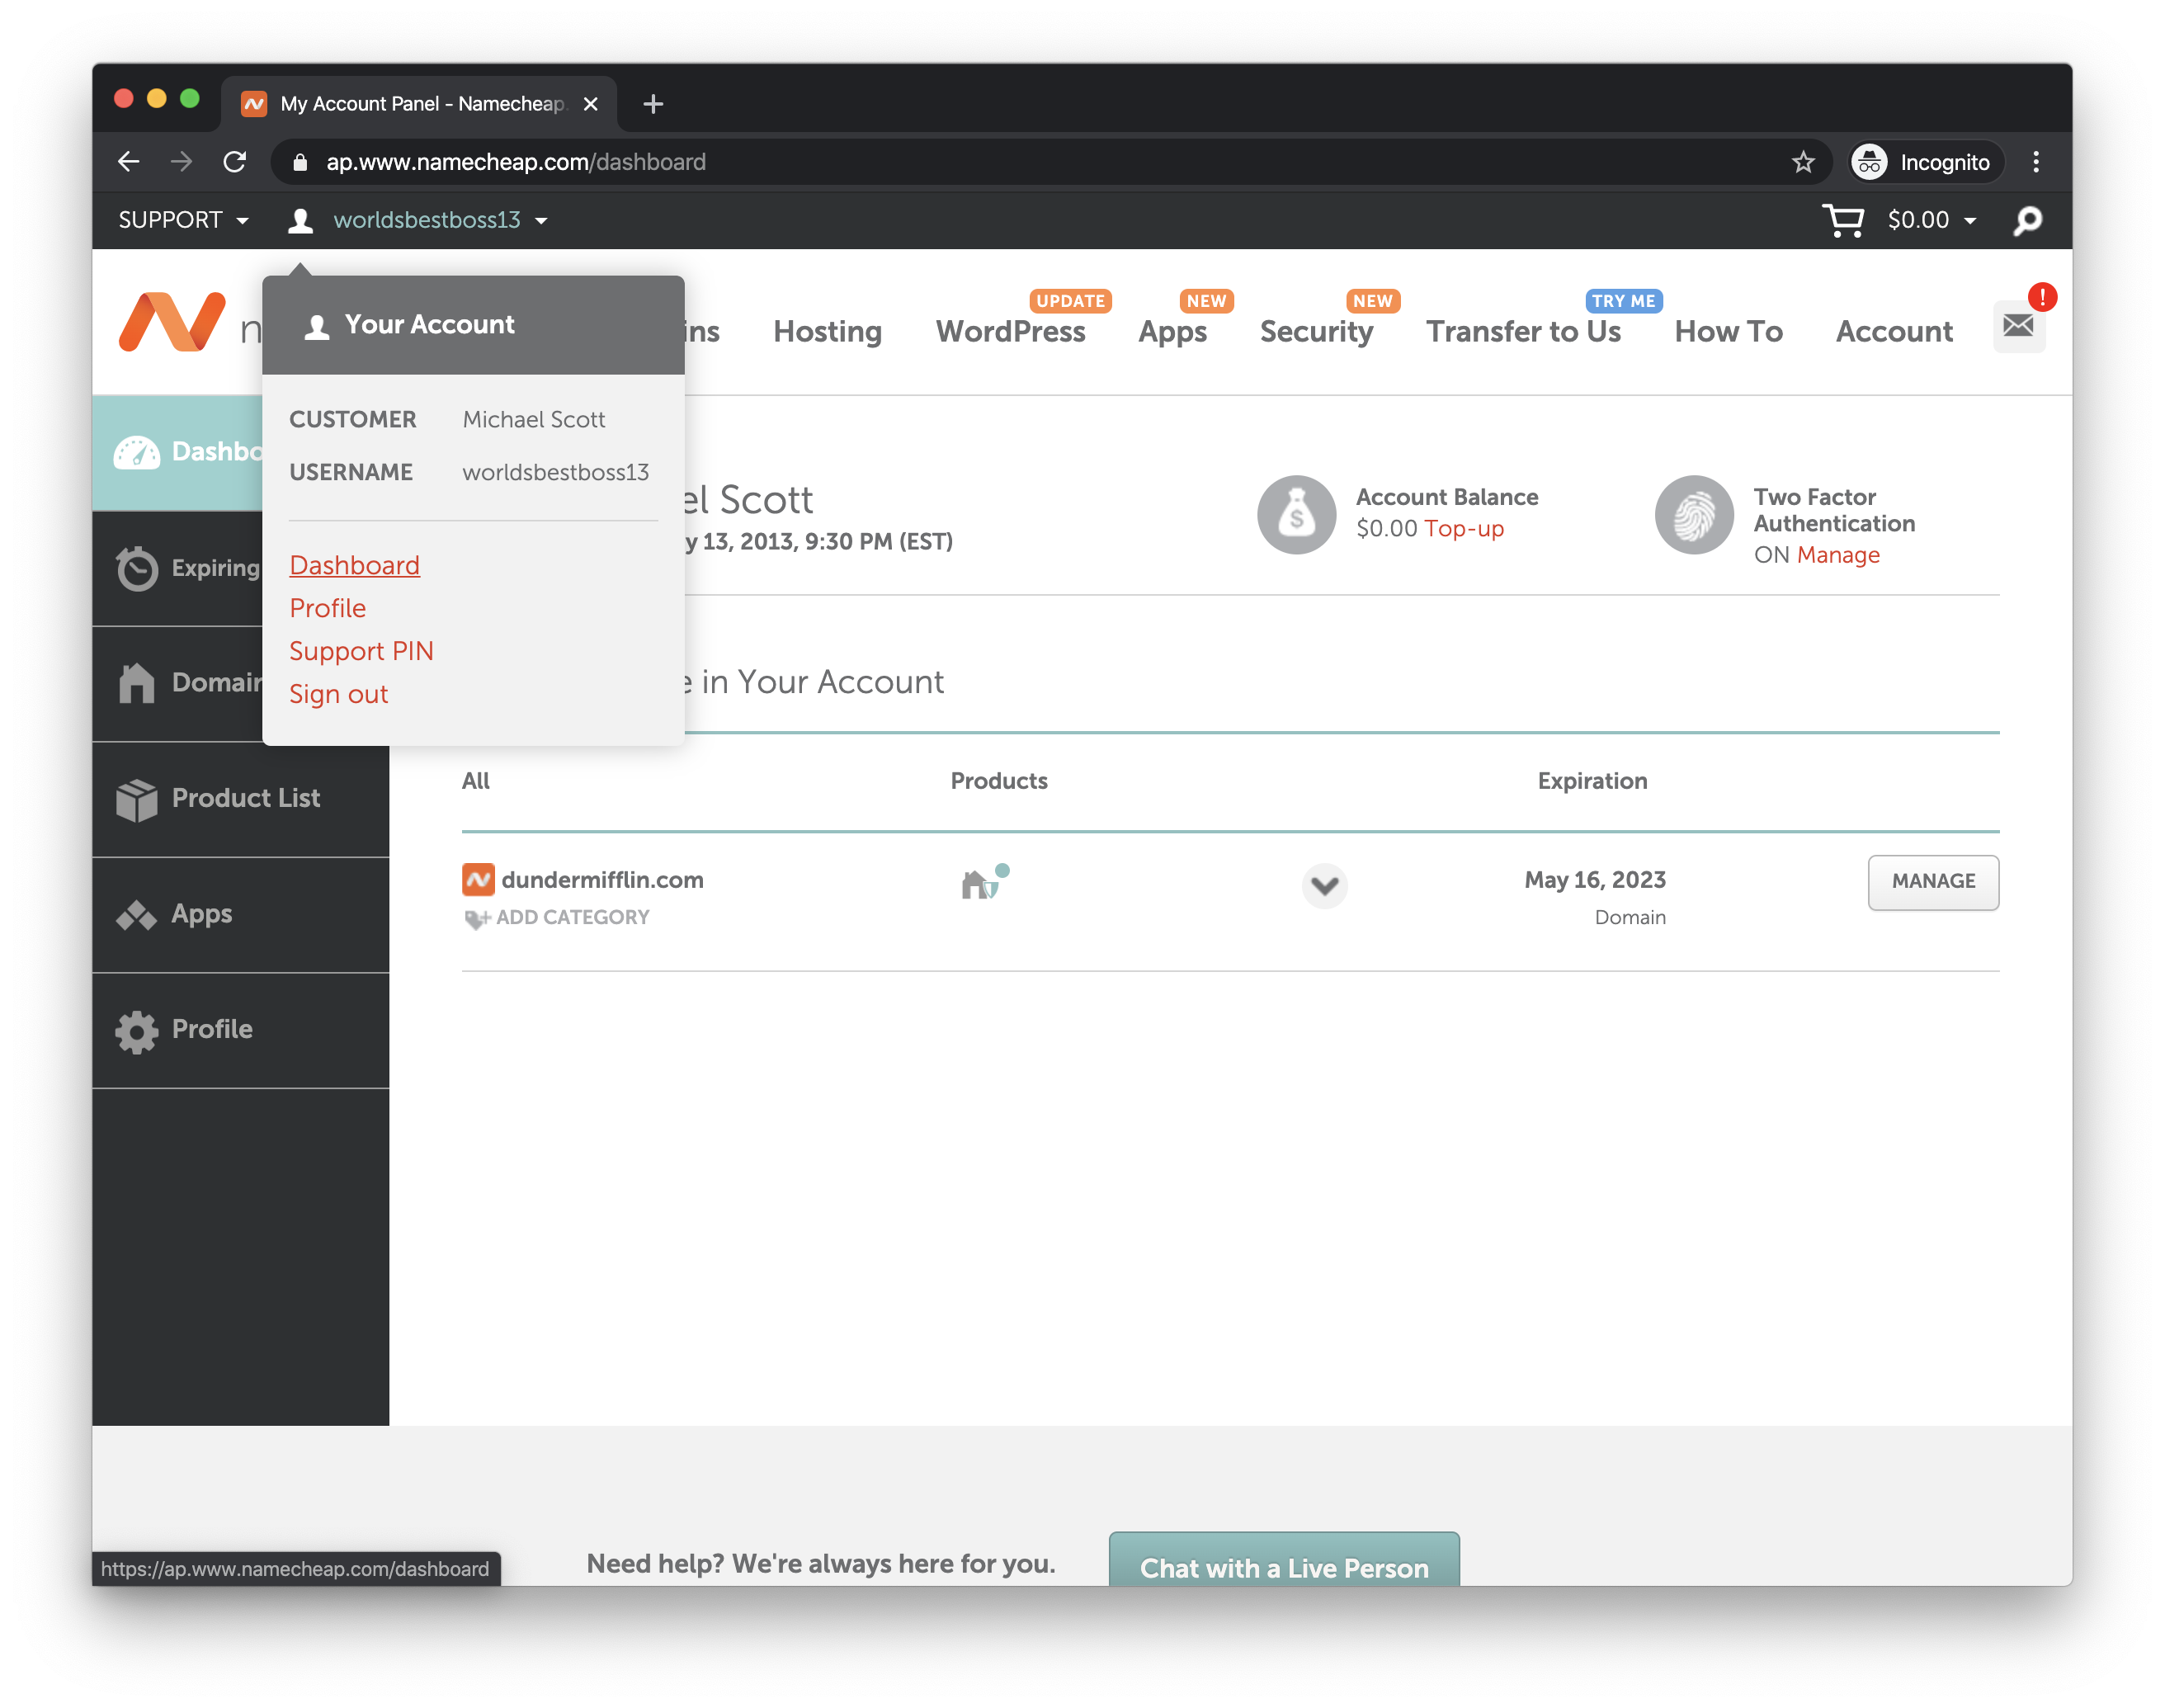 My Account Panel - Namecheap.
ap.www.namecheap.com/dashboard
Incognito
SUPPORT worldsbestboss13 $0.00
Your Account
CUSTOMER Michael Scott
USERNAME worldsbestboss13
Dashboard
Profile
Support PIN
Sign out
n
ins
Hosting
UPDATE
WordPress
NEW
Apps
NEW
Security
TRY ME
Transfer to Us
How To
Account
!
Dashbo
Expiring
Domain
Product List
Apps
Profile
el Scott
y 13, 2013, 9:30 PM (EST)
Account Balance
$0.00 Top-up
Two Factor
Authentication
ON Manage
e in Your Account
All Products Expiration
dundermifflin.com
ADD CATEGORY
May 16, 2023
Domain
MANAGE
Need help? We're always here for you.
Chat with a Live Person
https://ap.www.namecheap.com/dashboard